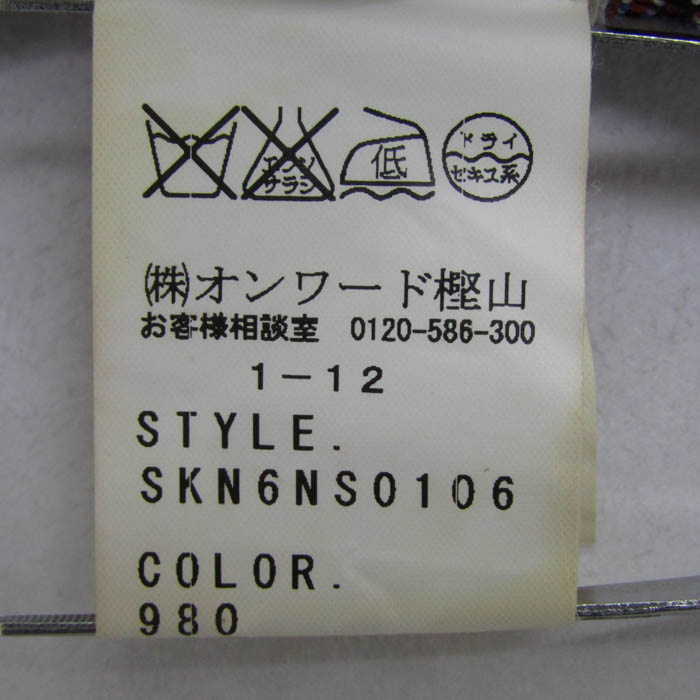 エンソ
サラシ
低
ドライ
セキユ系
㈱オンワード樫山
お客様相談室 0120-586-300
1-12
STYLE.
SKN6NS0106
COLOR.
980